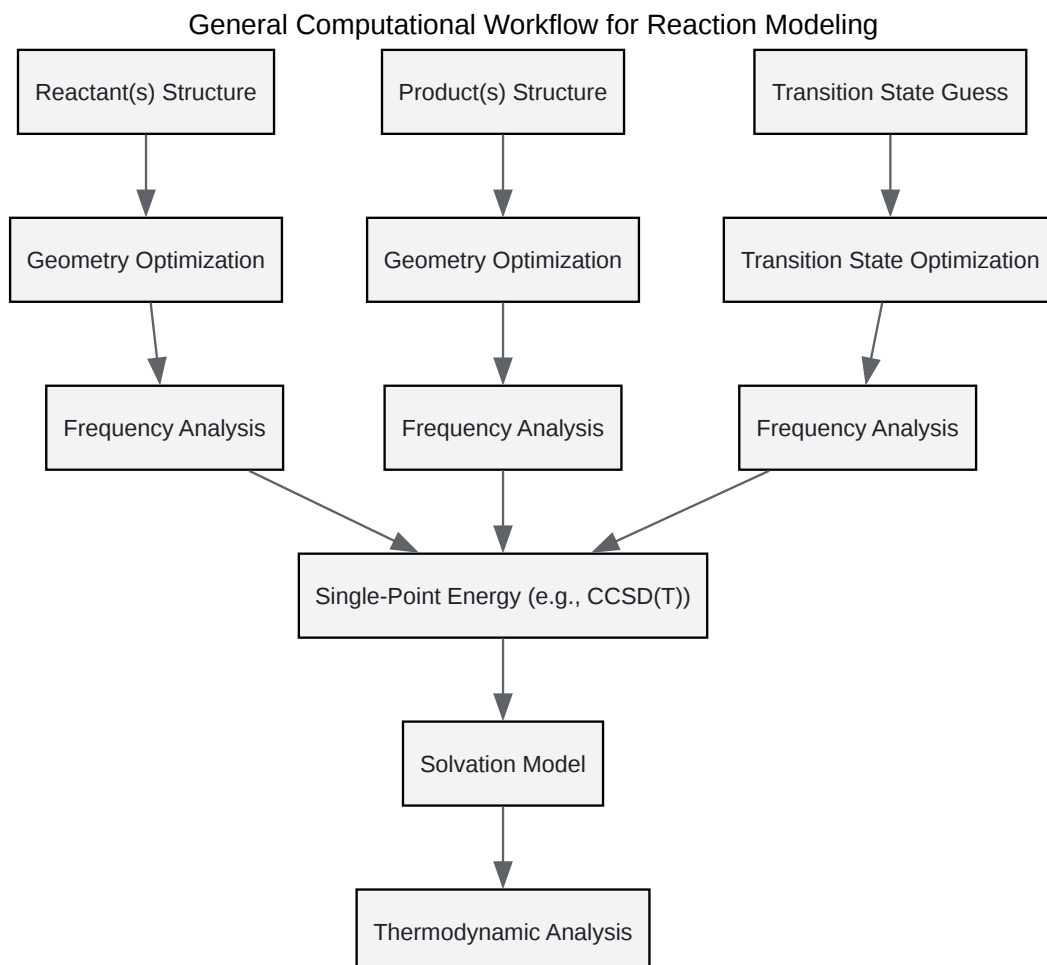 General Computational Workflow for Reaction Modeling
Reactant(s) Structure
Product(s) Structure
Transition State Guess
Geometry Optimization
Geometry Optimization
Transition State Optimization
Frequency Analysis
Frequency Analysis
Frequency Analysis
Single-Point Energy (e.g., CCSD(T))
Solvation Model
Thermodynamic Analysis